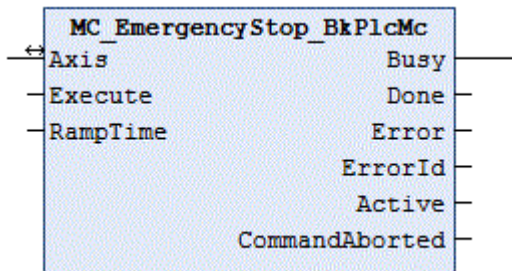 MC_EmergencyStop_BkPlcMc
Axis Busy
Execute Done
RampTime Error
ErrorId
Active
CommandAborted